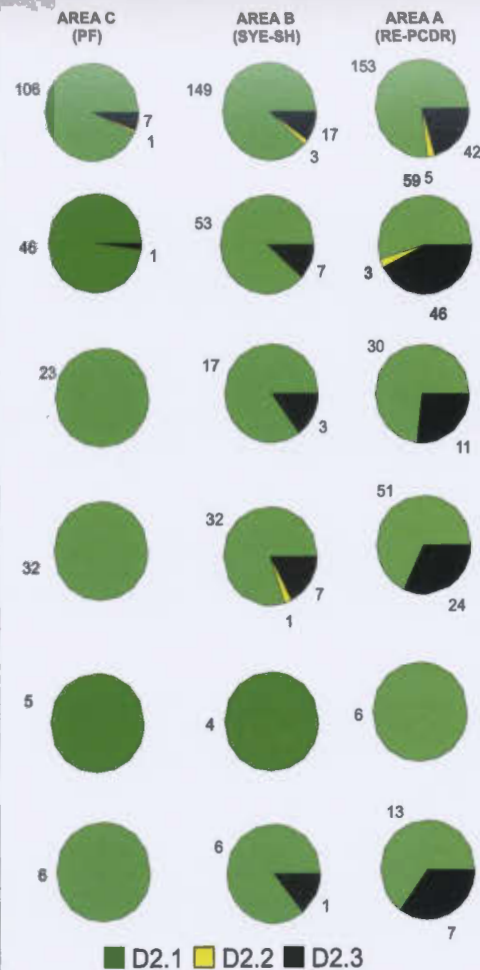 AREA C AREA B AREA A
(PF) (SYE-SH) (RE-PCDR)
106 7 1 149 17 3 153 42 5
46 1 53 7 59 3 46
23 17 3 30 11
32 32 7 1 51 24
5 4 6
6 6 1 13 7
D2.1 D2.2 D2.3